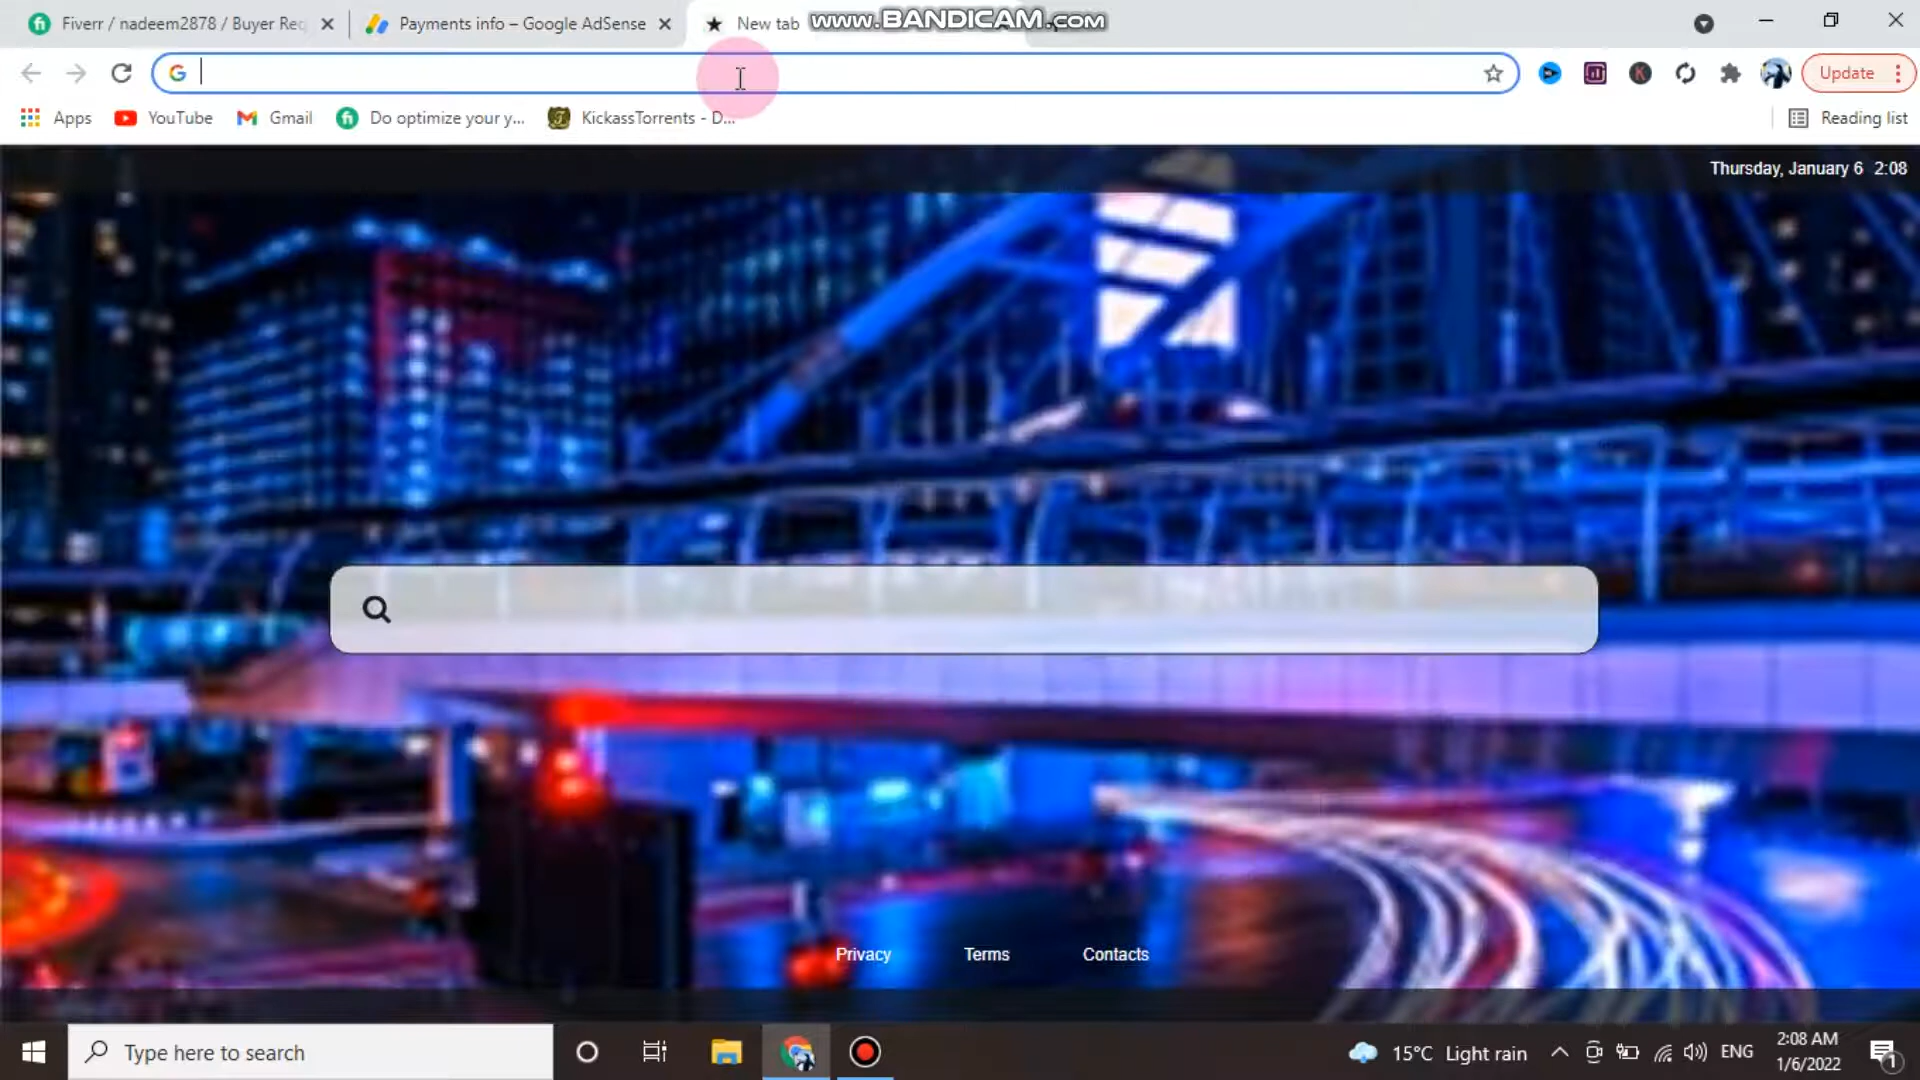 Fiverr / nadeem2878 / Buyer Req
Payments info – Google AdSense
New tab
www.BANDICAM.com
Update
Apps
YouTube
Gmail
Do optimize your y...
KickassTorrents - D...
Reading list
Thursday, January 6 2:08
Privacy
Terms
Contacts
Type here to search
15°C Light rain
ENG
2:08 AM
1/6/2022
1